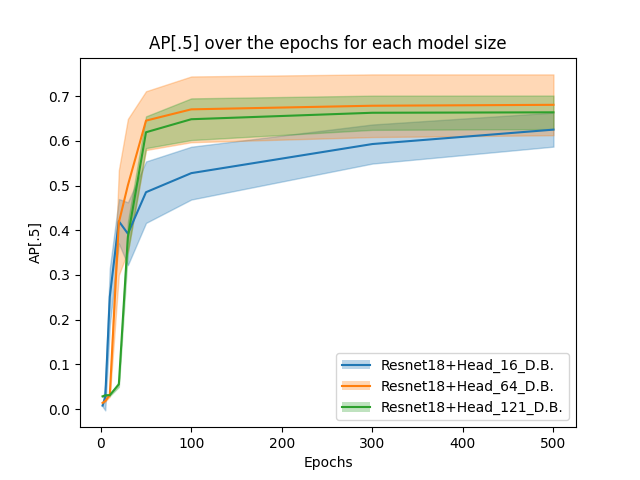 AP[.5] over the epochs for each model size
0.7
0.6
0.5
0.4
0.3
0.2
0.1
0.0
AP[.5]
0 100 200 300 400 500
Epochs
Resnet18+Head_16_D.B.
Resnet18+Head_64_D.B.
Resnet18+Head_121_D.B.